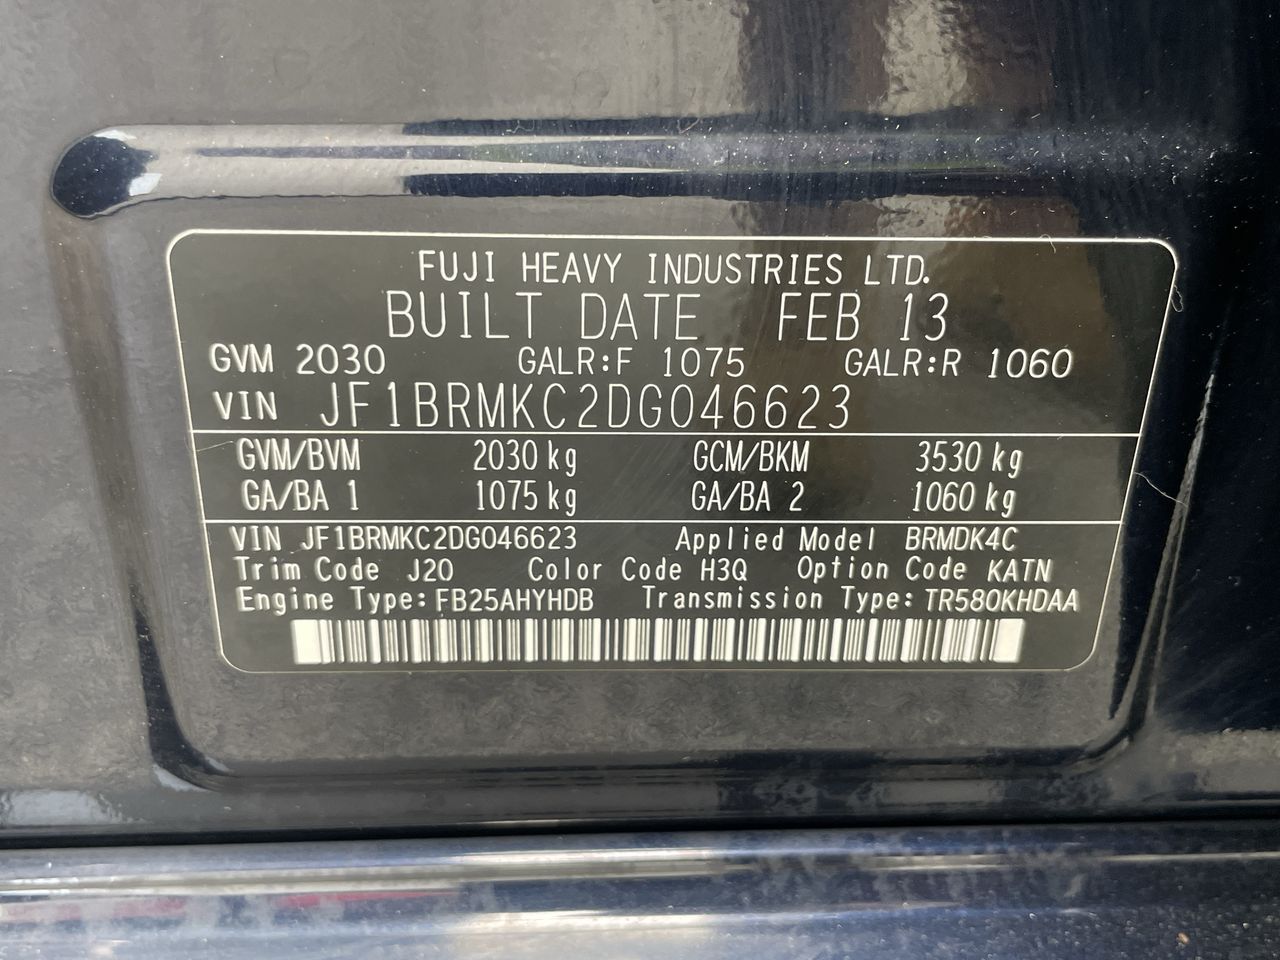 FUJI HEAVY INDUSTRIES LTD.
BUILT DATE FEB 13
GVM 2030 GALR:F 1075 GALR:R 1060
VIN JF1BRMKC2DG046623
GVM/BVM 2030 kg GCM/BKM 3530 kg
GA/BA 1 1075 kg GA/BA 2 1060 kg
VIN JF1BRMKC2DG046623 Applied Model BRMDK4C
Trim Code J20 Color Code H3Q Option Code KATN
Engine Type: FB25AHYHDB Transmission Type: TR580KHDAA